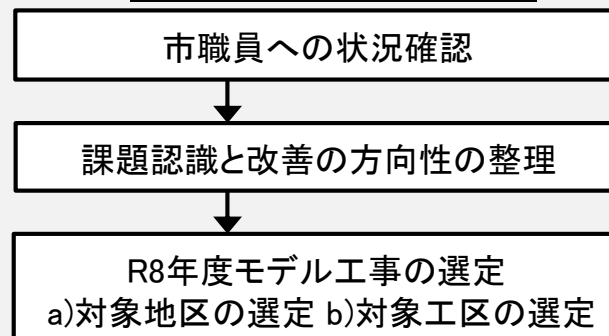 市職員への状況確認
課題認識と改善の方向性の整理
R8年度モデル工事の選定
a)対象地区の選定 b)対象工区の選定